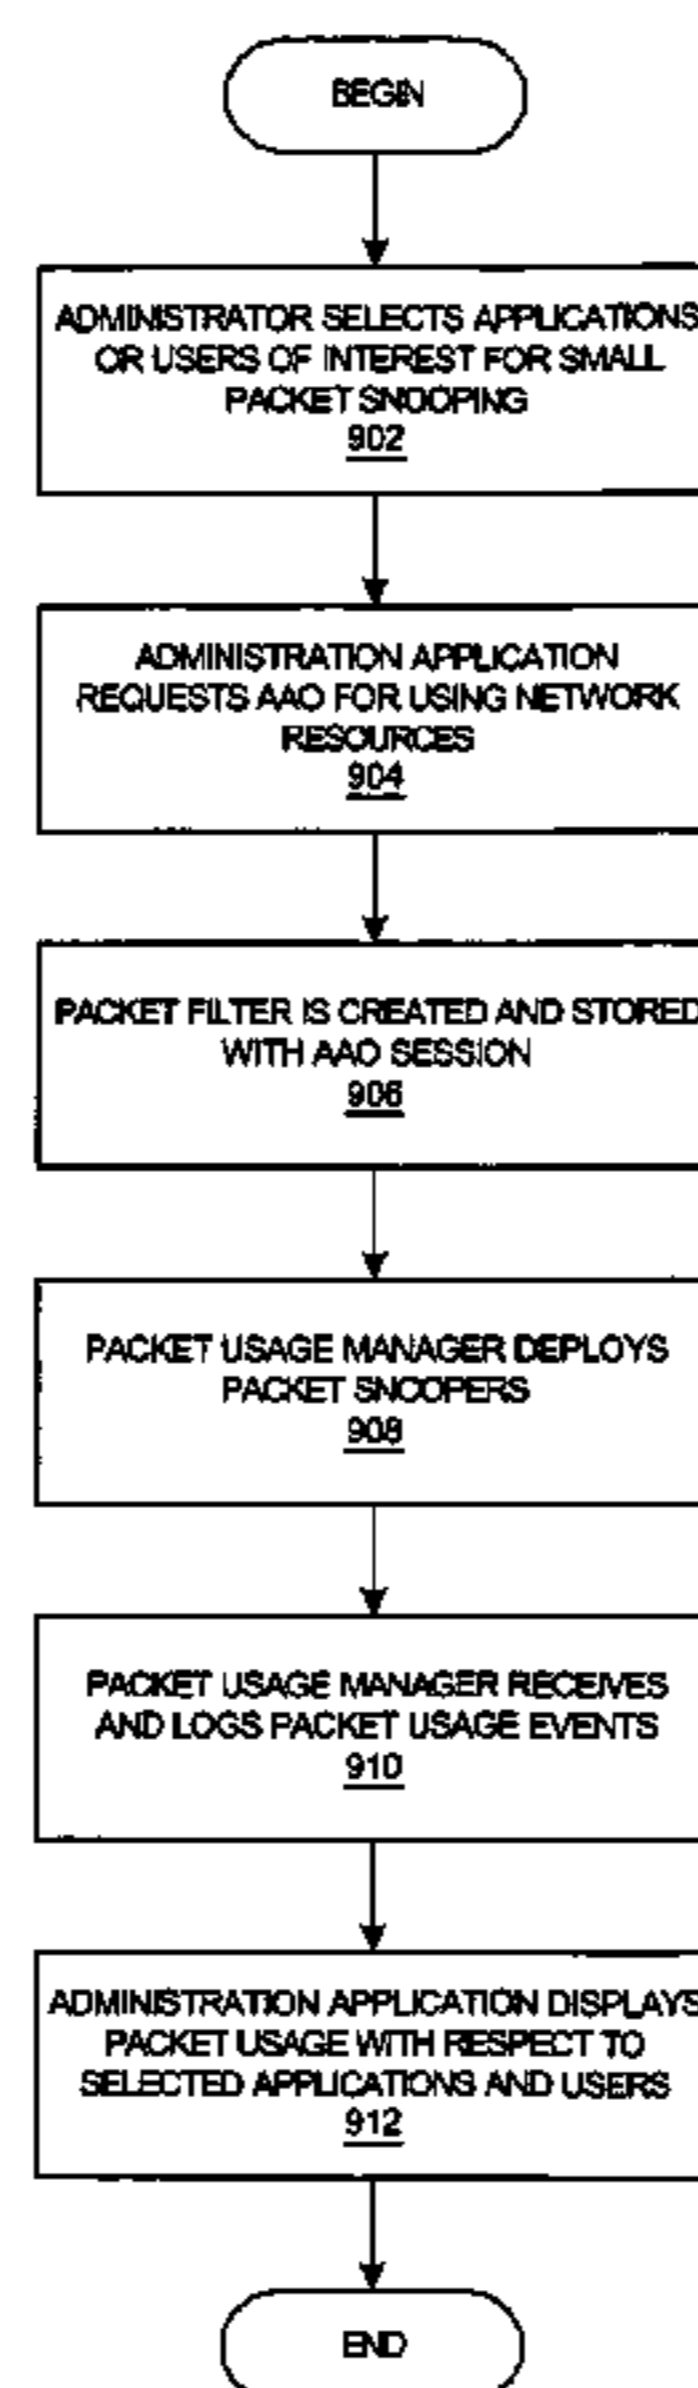 BEGIN
ADMINISTRATOR SELECTS APPLICATIONS
OR USERS OF INTEREST FOR SMALL
PACKET SNOOPING
902
ADMINISTRATION APPLICATION
REQUESTS AAO FOR USING NETWORK
RESOURCES
904
PACKET FILTER IS CREATED AND STORED
WITH AAO SESSION
906
PACKET USAGE MANAGER DEPLOYS
PACKET SNOOPERS
908
PACKET USAGE MANAGER RECEIVES
AND LOGS PACKET USAGE EVENTS
910
ADMINISTRATION APPLICATION DISPLAYS
PACKET USAGE WITH RESPECT TO
SELECTED APPLICATIONS AND USERS
912
END